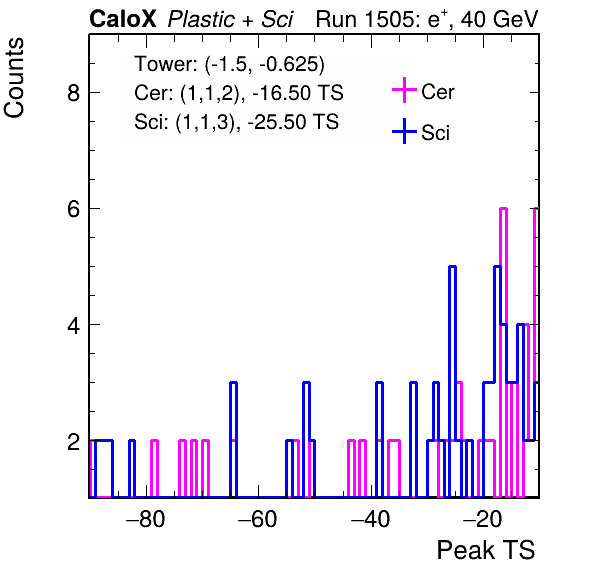 CaloX Plastic + Sci Run 1505: e⁺, 40 GeV
Counts
Tower: (-1.5, -0.625)
Cer: (1,1,2), -16.50 TS
Sci: (1,1,3), -25.50 TS
Cer
Sci
8
6
4
2
−80 −60 −40 −20
Peak TS